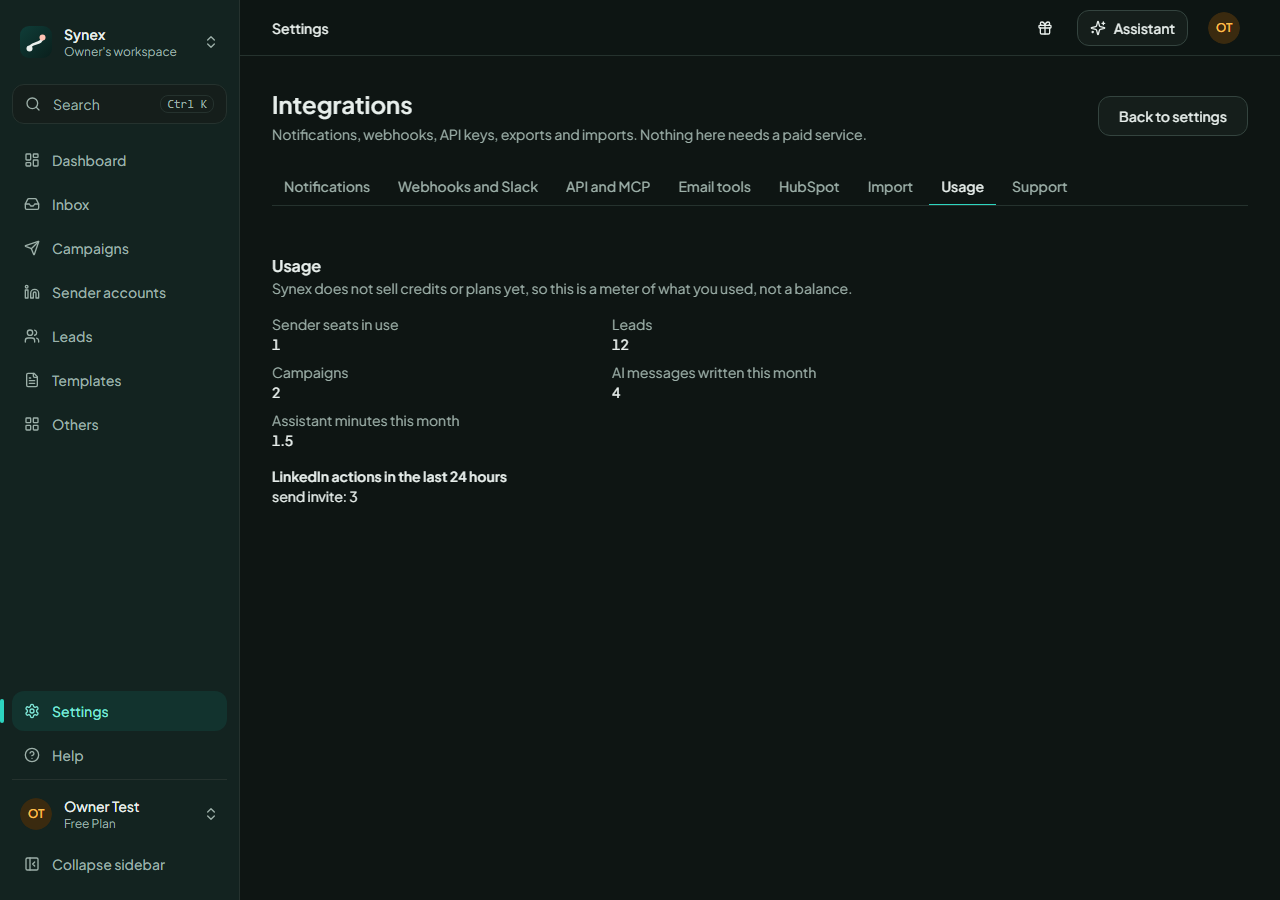 Synex
Owner's workspace
Search
Ctrl K
Dashboard
Inbox
Campaigns
Sender accounts
Leads
Templates
Others
Settings
Help
OT
Owner Test
Free Plan
Collapse sidebar
Settings
Assistant
OT
Integrations
Notifications, webhooks, API keys, exports and imports. Nothing here needs a paid service.
Back to settings
Notifications
Webhooks and Slack
API and MCP
Email tools
HubSpot
Import
Usage
Support
Usage
Synex does not sell credits or plans yet, so this is a meter of what you used, not a balance.
Sender seats in use
1
Leads
12
Campaigns
2
AI messages written this month
4
Assistant minutes this month
1.5
LinkedIn actions in the last 24 hours
send invite: 3